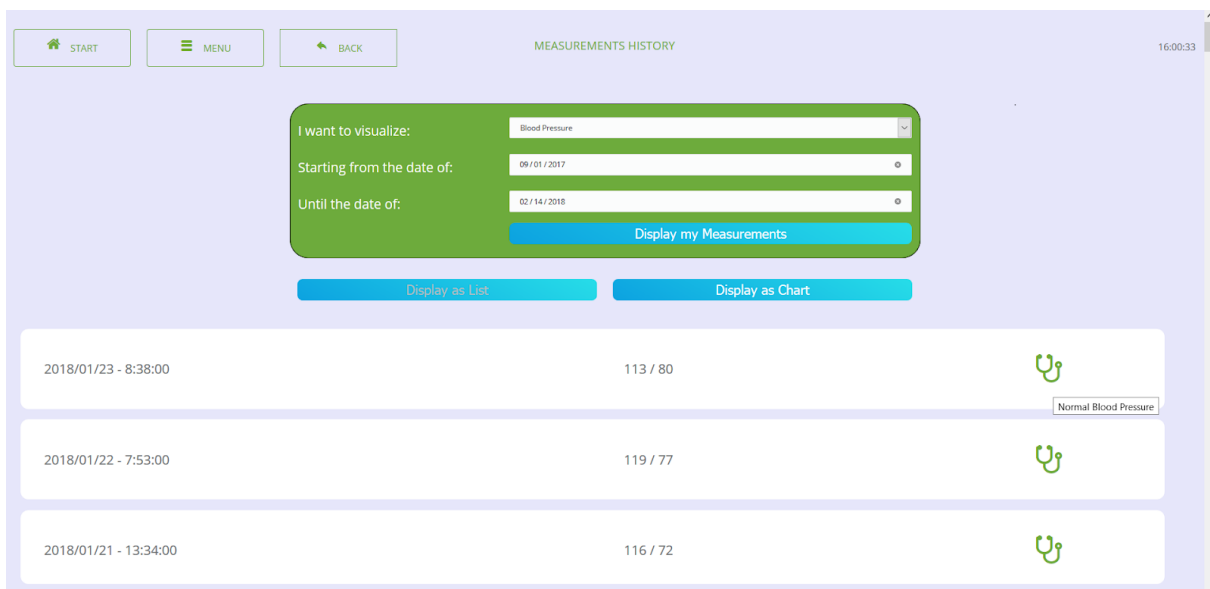 START MENU BACK MEASUREMENTS HISTORY 16:00:33
I want to visualize: Blood Pressure
Starting from the date of: 09 / 01 / 2017
Until the date of: 02 / 14 / 2018
Display my Measurements
Display as List Display as Chart
2018/01/23 - 8:38:00 113 / 80
Normal Blood Pressure
2018/01/22 - 7:53:00 119 / 77
2018/01/21 - 13:34:00 116 / 72